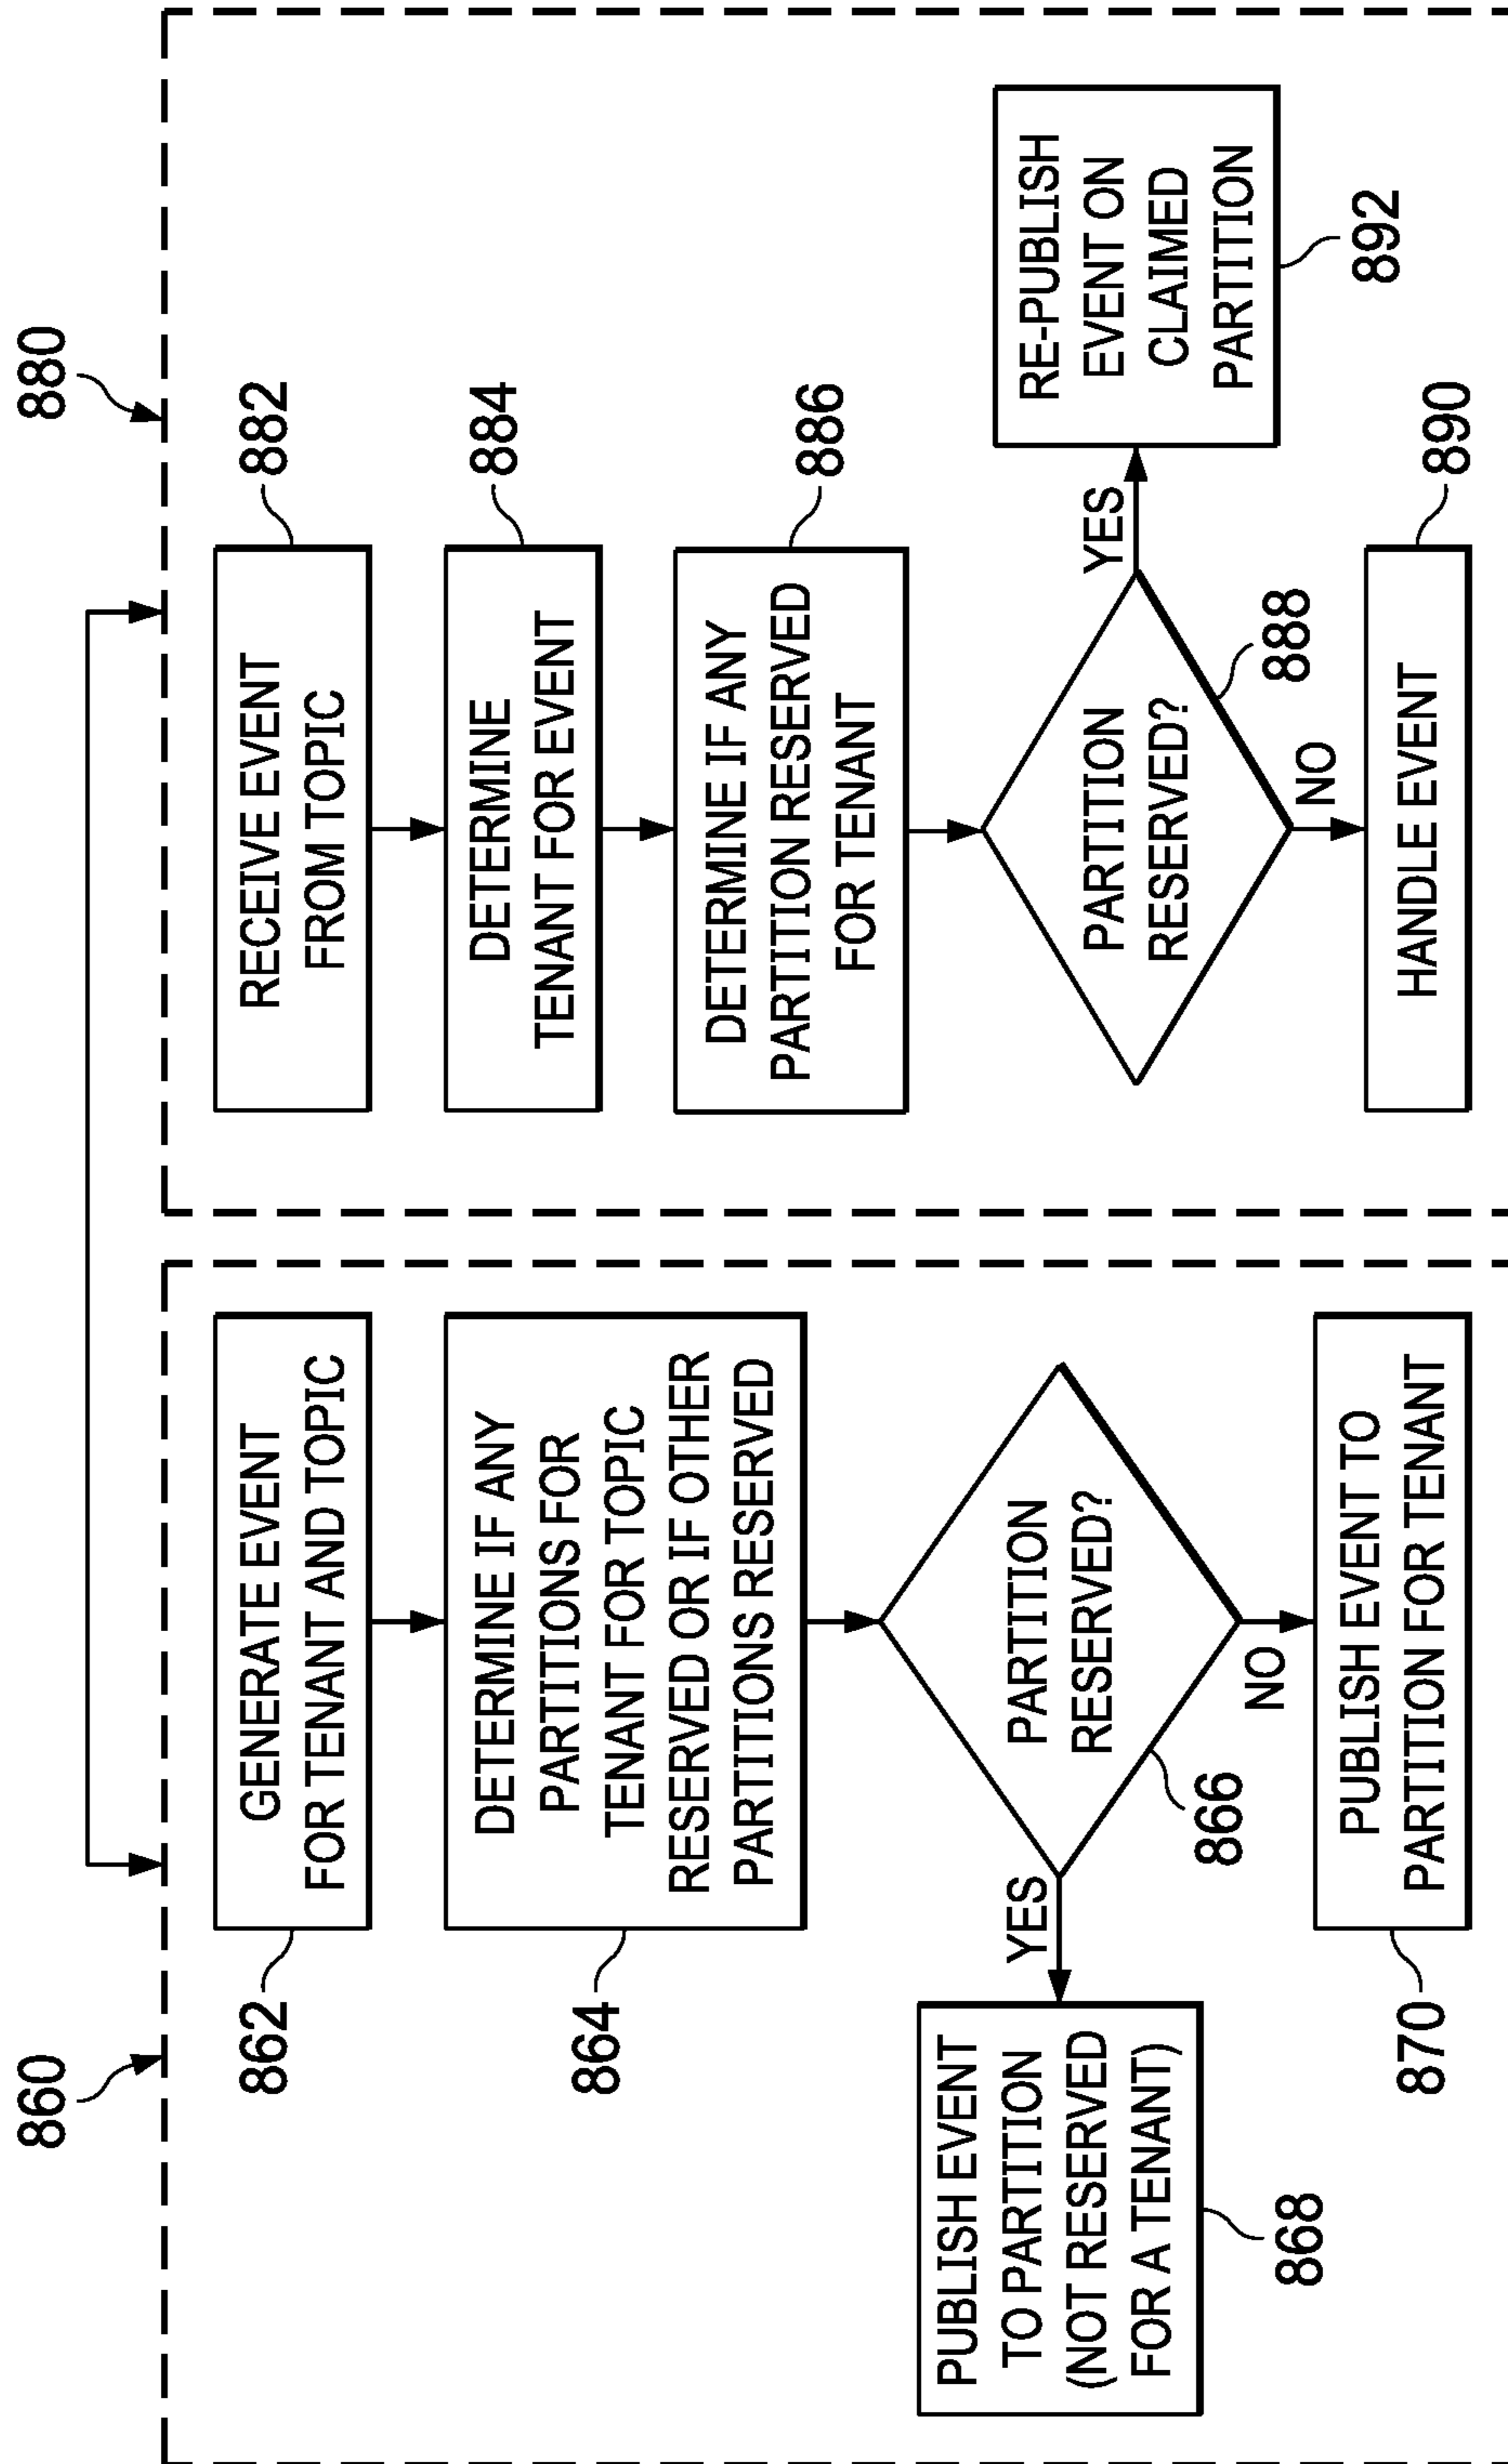 860
862
GENERATE EVENT
FOR TENANT AND TOPIC
864
DETERMINE IF ANY
PARTITIONS FOR
TENANT FOR TOPIC
RESERVED OR IF OTHER
PARTITIONS RESERVED
YES
PARTITION
RESERVED?
866
NO
PUBLISH EVENT
TO PARTITION
(NOT RESERVED
FOR A TENANT)
868
870
PUBLISH EVENT TO
PARTITION FOR TENANT
880
RECEIVE EVENT
FROM TOPIC
882
DETERMINE
TENANT FOR EVENT
884
DETERMINE IF ANY
PARTITION RESERVED
FOR TENANT
886
PARTITION
RESERVED?
YES
888
NO
RE-PUBLISH
EVENT ON
CLAIMED
PARTITION
892
HANDLE EVENT
890